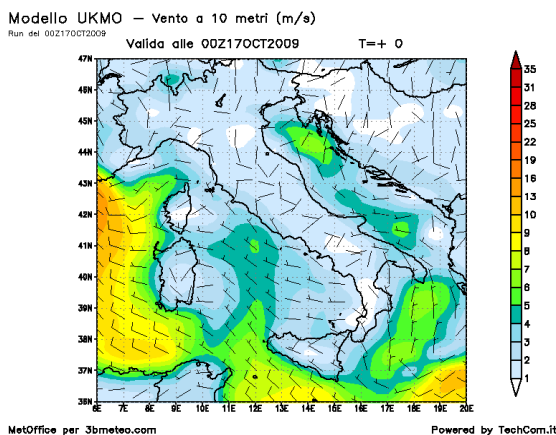 Modello UKMO – Vento a 10 metri (m/s)
Run del 00Z17OCT2009
Valida alle 00Z17OCT2009 T=+ 0
47N
46N
45N
44N
43N
42N
41N
40N
39N
38N
37N
36N
6E 7E 8E 9E 10E 11E 12E 13E 14E 15E 16E 17E 18E 19E 20E
35
31
28
25
22
19
16
13
10
9
8
7
6
5
4
3
2
1
MetOffice per 3bmeteo.com Powered by TechCom.it